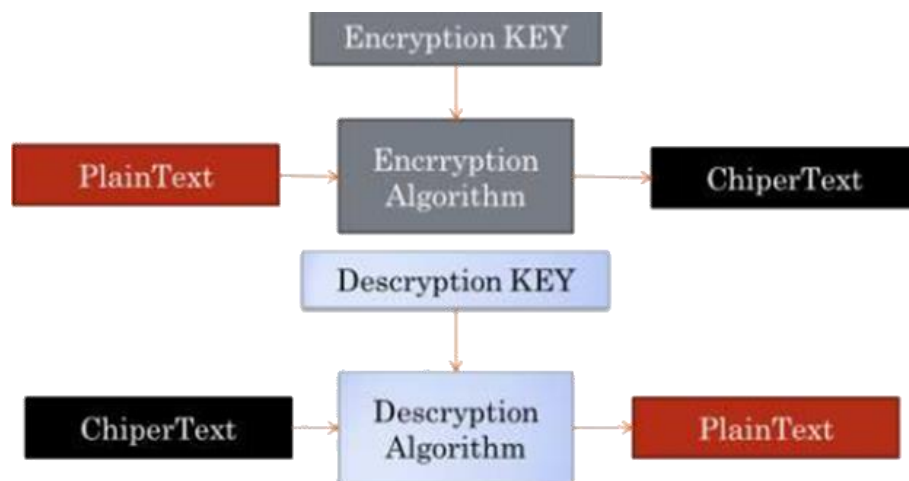 Encryption KEY
PlainText
Encrryption
Algorithm
ChiperText
Descryption KEY
ChiperText
Descryption
Algorithm
PlainText